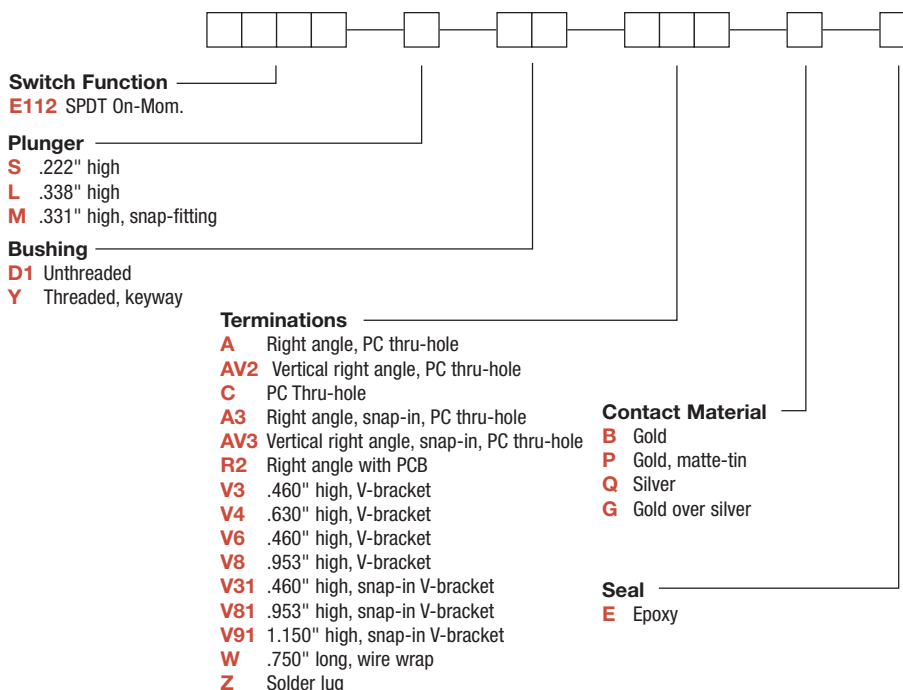 Switch Function
E112 SPDT On-Mom.
Plunger
S .222" high
L .338" high
M .331" high, snap-fitting
Bushing
D1 Unthreaded
Y Threaded, keyway
Terminations
A Right angle, PC thru-hole
AV2 Vertical right angle, PC thru-hole
C PC Thru-hole
A3 Right angle, snap-in, PC thru-hole
AV3 Vertical right angle, snap-in, PC thru-hole
R2 Right angle with PCB
V3 .460" high, V-bracket
V4 .630" high, V-bracket
V6 .460" high, V-bracket
V8 .953" high, V-bracket
V31 .460" high, snap-in V-bracket
V81 .953" high, snap-in V-bracket
V91 1.150" high, snap-in V-bracket
W .750" long, wire wrap
Z Solder lug
Contact Material
B Gold
P Gold, matte-tin
Q Silver
G Gold over silver
Seal
E Epoxy